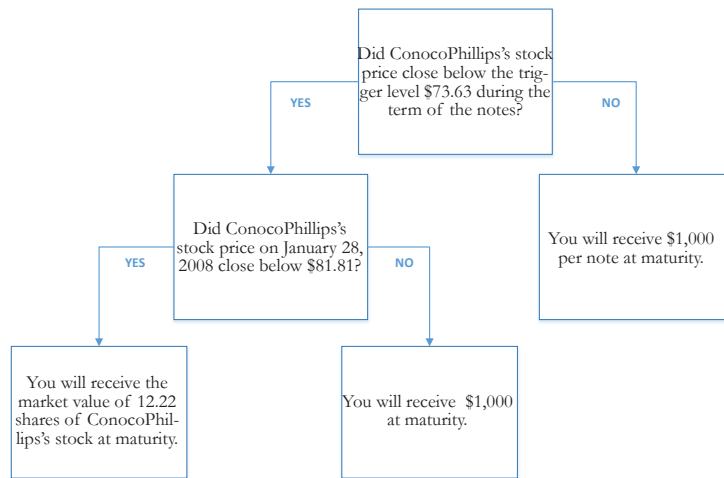 Did ConocoPhillips's stock
price close below the trig-
ger level $73.63 during the
term of the notes?
YES
NO
Did ConocoPhillips's
stock price on January 28,
2008 close below $81.81?
You will receive $1,000
per note at maturity.
YES
NO
You will receive the
market value of 12.22
shares of ConocoPhil-
lips's stock at maturity.
You will receive $1,000
at maturity.